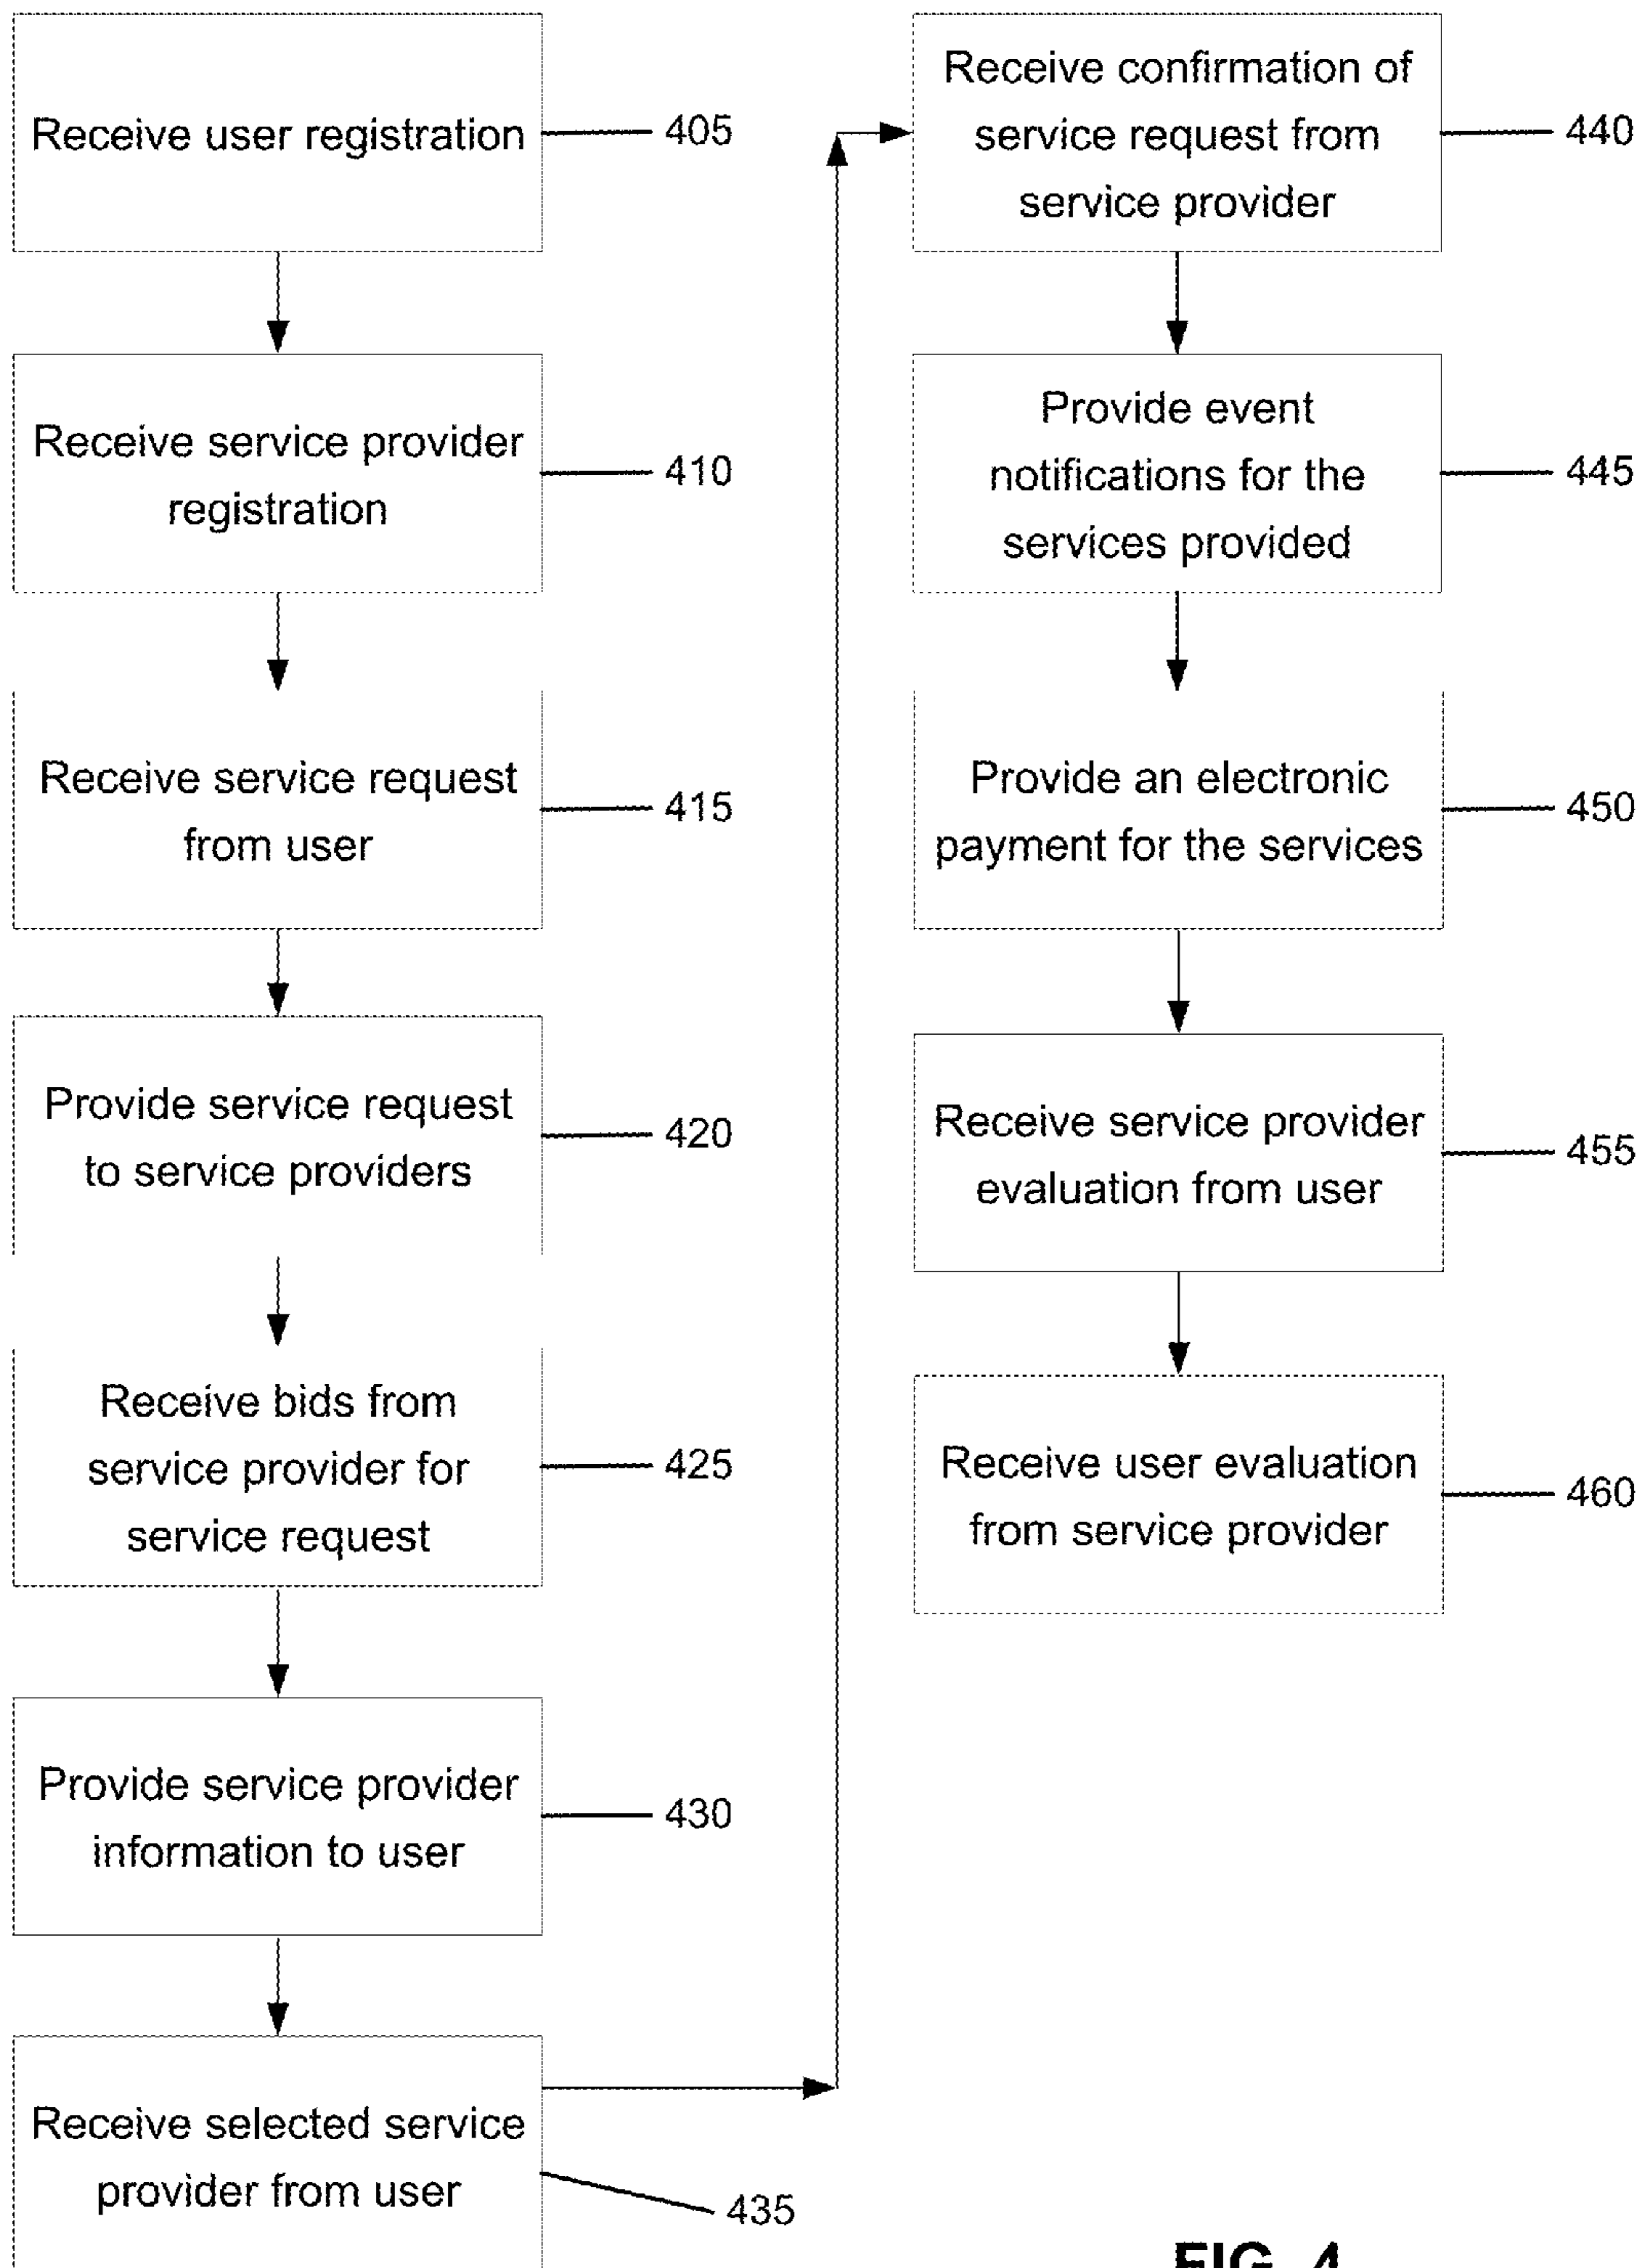 Receive user registration
405
Receive service provider
registration
410
Receive service request
from user
415
Provide service request
to service providers
420
Receive bids from
service provider for
service request
425
Provide service provider
information to user
430
Receive selected service
provider from user
435
Receive confirmation of
service request from
service provider
440
Provide event
notifications for the
services provided
445
Provide an electronic
payment for the services
450
Receive service provider
evaluation from user
455
Receive user evaluation
from service provider
460
FIG. 4